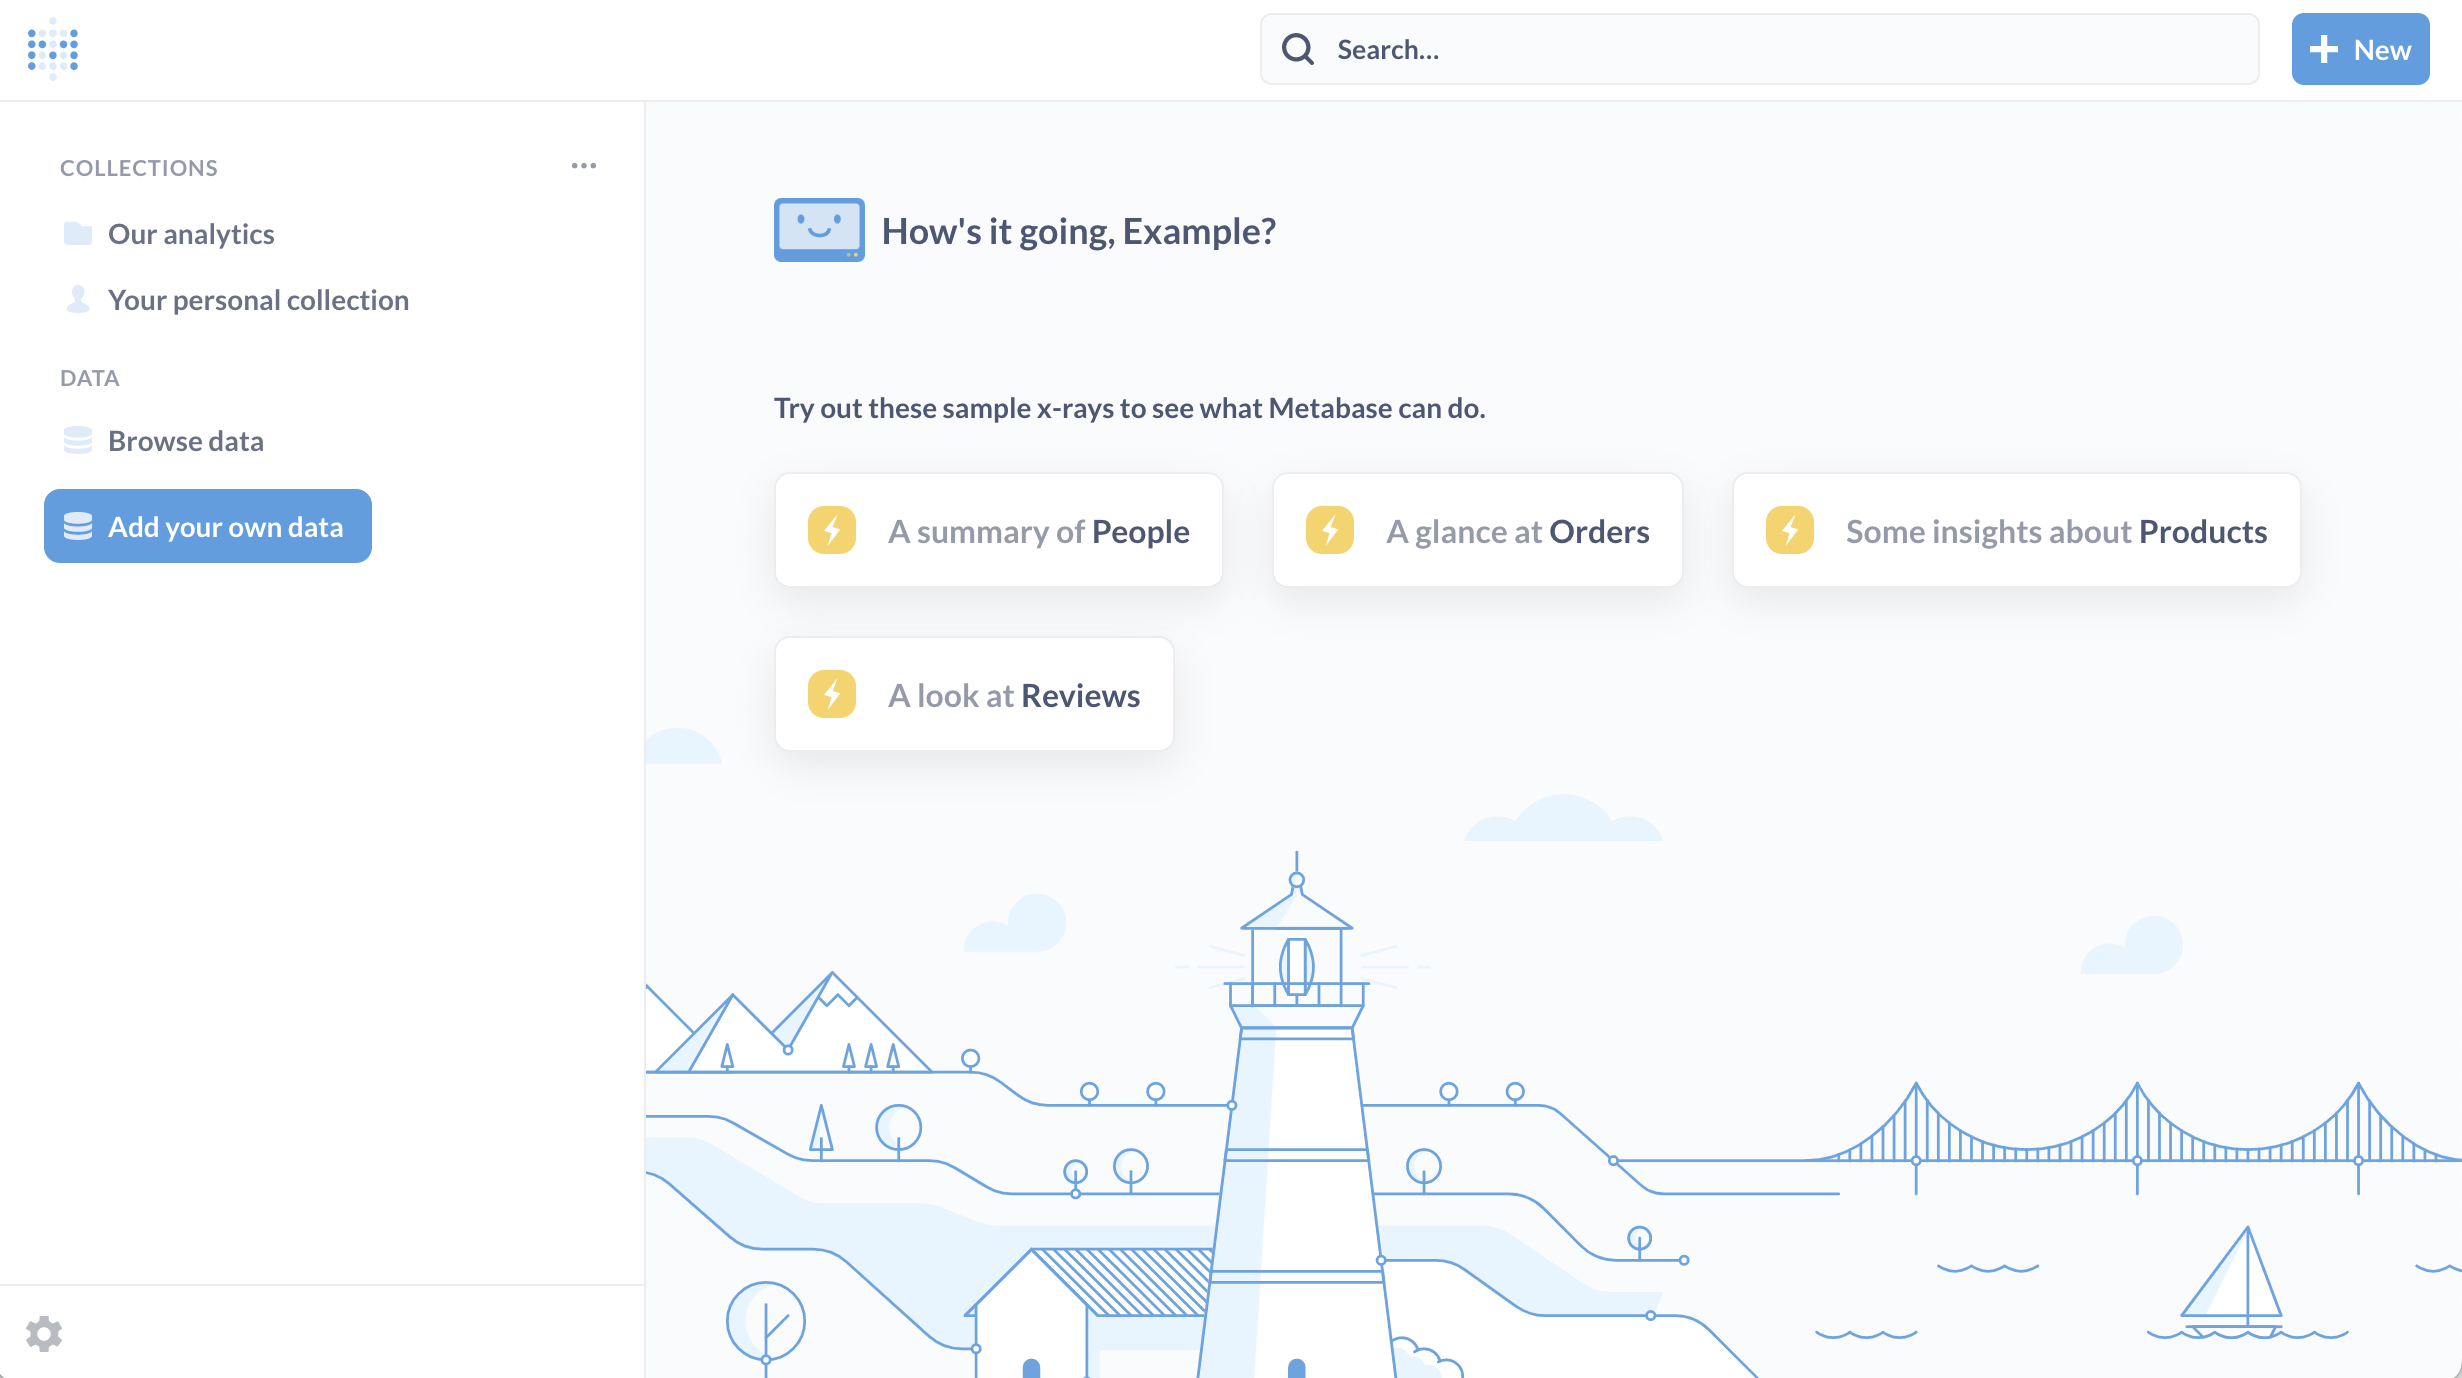 Search...
New
COLLECTIONS
Our analytics
Your personal collection
DATA
Browse data
Add your own data
How's it going, Example?
Try out these sample x-rays to see what Metabase can do.
A summary of People
A glance at Orders
Some insights about Products
A look at Reviews